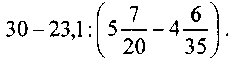 30 – 23,1 : (5 7/20 – 4 6/35).